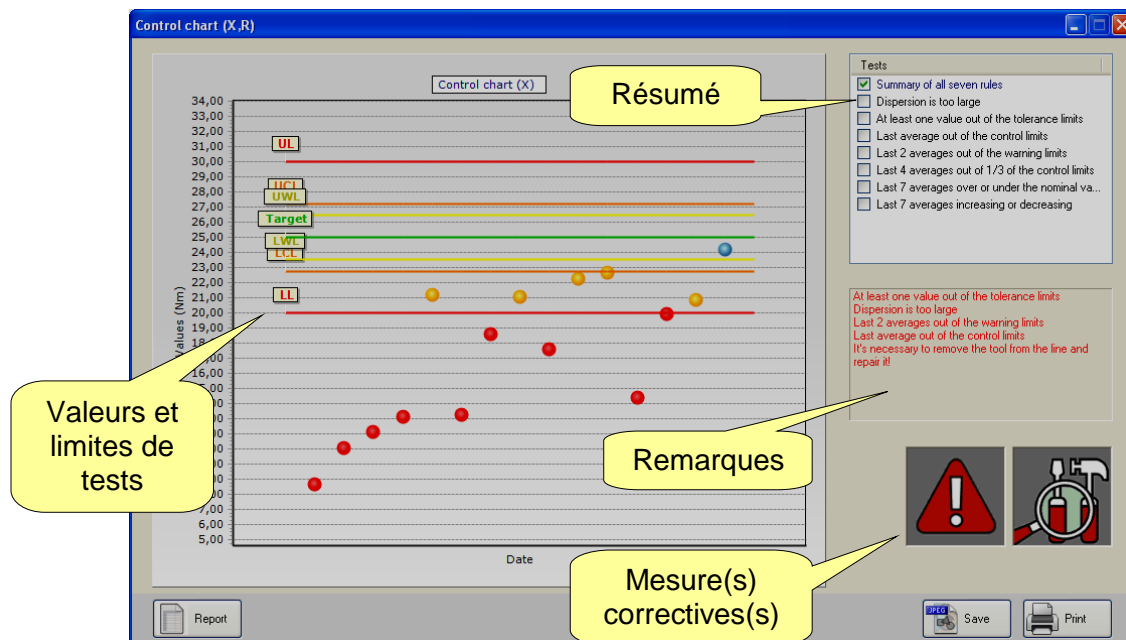 Control chart (X,R)
Control chart (X)
34,00
33,00
32,00
31,00
30,00
29,00
28,00
27,00
26,00
25,00
24,00
23,00
22,00
21,00
20,00
19,00
18,00
17,00
16,00
7,00
6,00
5,00
UL
UCL
UWL
Target
LWL
LCL
LL
Values (Nm)
Date
Valeurs et
limites de
tests
Résumé
Tests
Summary of all seven rules
Dispersion is too large
At least one value out of the tolerance limits
Last average out of the control limits
Last 2 averages out of the warning limits
Last 4 averages out of 1/3 of the control limits
Last 7 averages over or under the nominal va...
Last 7 averages increasing or decreasing
At least one value out of the tolerance limits
Dispersion is too large
Last 2 averages out of the warning limits
Last average out of the control limits
It's necessary to remove the tool from the line and
repair it!
Remarques
Mesure(s)
correctives(s)
Report
JPEG
Save
Print